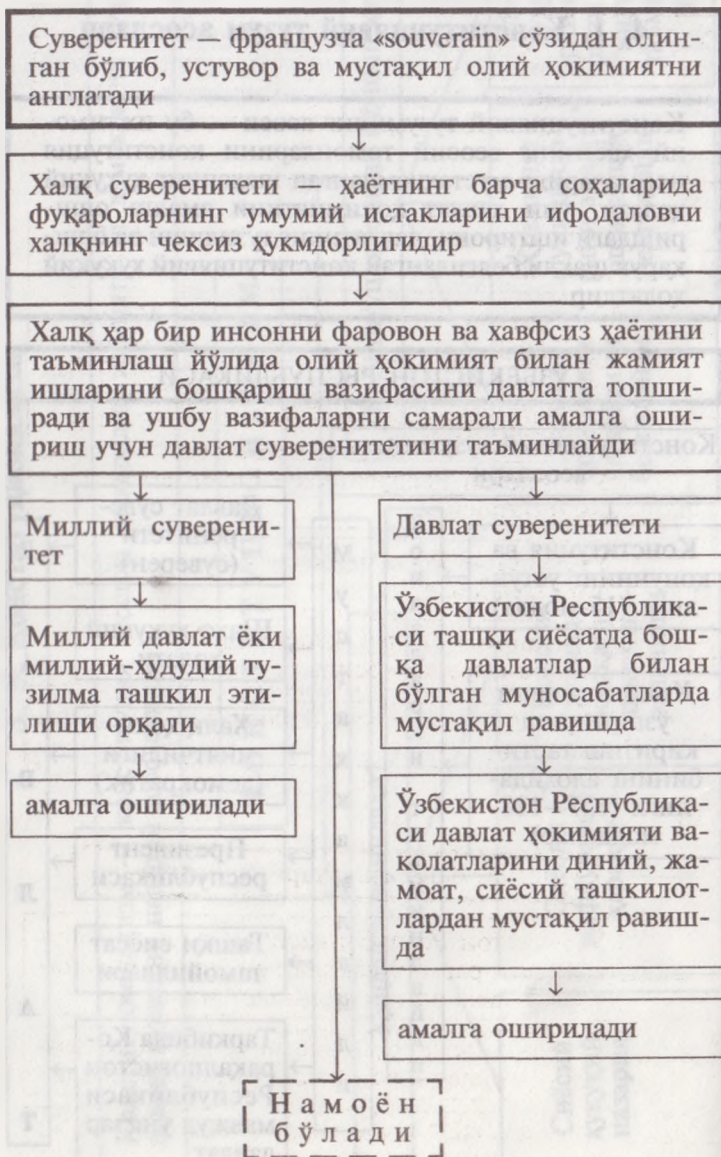 Суверенитет — французча «souverain» сўзидан олин-
ган бўлиб, устувор ва мустақил олий ҳокимиятни
англатади
Халқ суверенитети — ҳаётнинг барча соҳаларида
фуқароларнинг умумий истакларини ифодаловчи
халқнинг чексиз ҳукмдорлигидир
Халқ ҳар бир инсонни фаровон ва хавфсиз ҳаётини
таъминлаш йўлида олий ҳокимият билан жамият
ишларини бошқариш вазифасини давлатга топши-
ради ва ушбу вазифаларни самарали амалга оши-
риш учун давлат суверенитетини таъминлайди
Миллий суверени-
тет
Миллий давлат ёки
миллий-ҳудудий ту-
зилма ташкил эти-
лиши орқали
амалга оширилади
Давлат суверенитети
Ўзбекистон Республика-
си ташқи сиёсатда бош-
қа давлатлар билан
бўлган муносабатларда
мустақил равишда
Ўзбекистон Республика-
си давлат ҳокимияти ва-
колатларини диний, жа-
моат, сиёсий ташкилот-
лардан мустақил равиш-
да
амалга оширилади
Намоён
бўлади